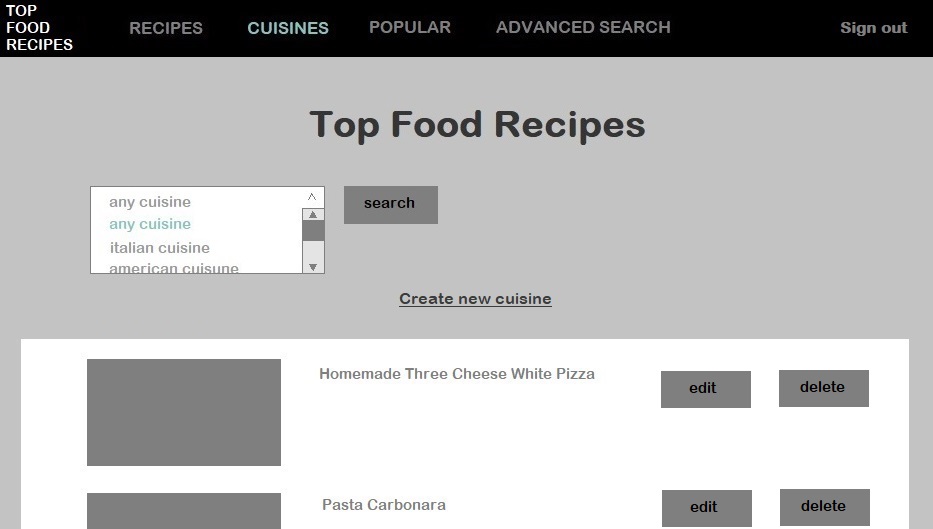 TOP
FOOD
RECIPES
RECIPES CUISINES POPULAR ADVANCED SEARCH Sign out
Top Food Recipes
any cuisine
search
any cuisine
italian cuisine
american cuisune
Create new cuisine
Homemade Three Cheese White Pizza
edit delete
Pasta Carbonara
edit delete